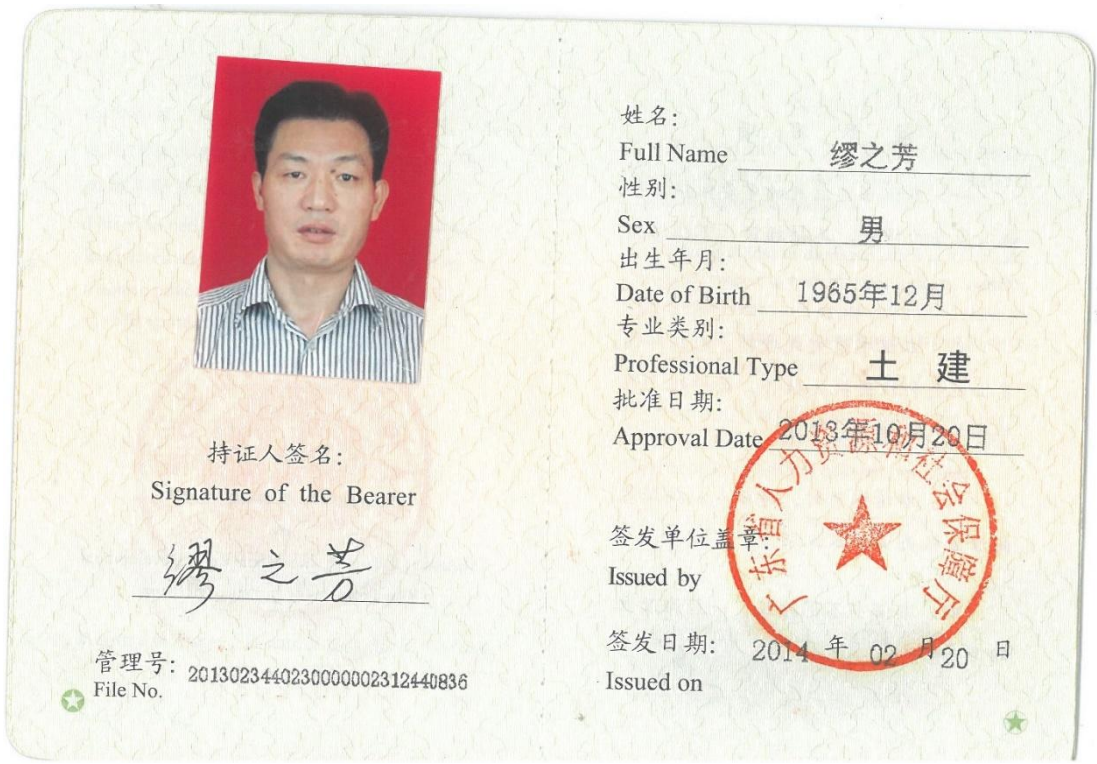 持证人签名:
Signature of the Bearer
缪之芳
管理号:
File No. 2013023440230000002312440836
姓名:
Full Name 缪之芳
性别:
Sex 男
出生年月:
Date of Birth 1965年12月
专业类别:
Professional Type 土 建
批准日期:
Approval Date 2013年10月20日
广东省人力资源和社会保障厅
签发单位盖章:
Issued by
签发日期: 2014 年 02 月 20 日
Issued on